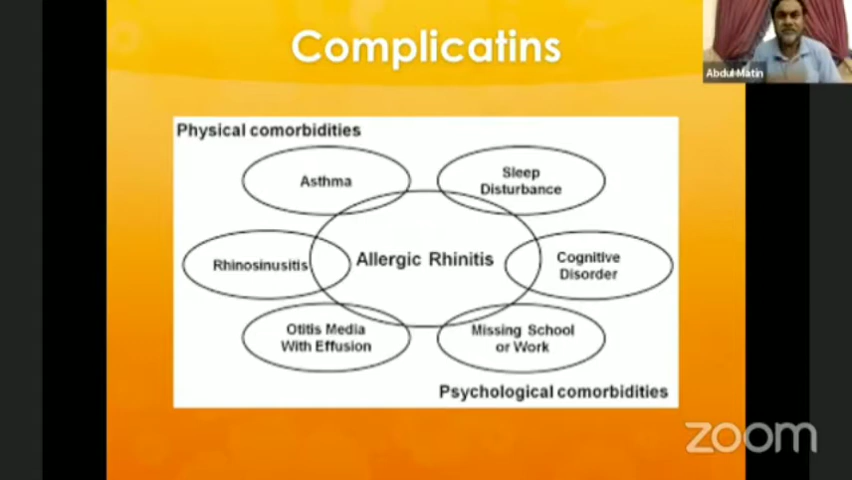 Complicatins
Abdul Matin
Physical comorbidities
Asthma
Sleep
Disturbance
Rhinosinusitis
Allergic Rhinitis
Cognitive
Disorder
Otitis Media
With Effusion
Missing School
or Work
Psychological comorbidities
zoom